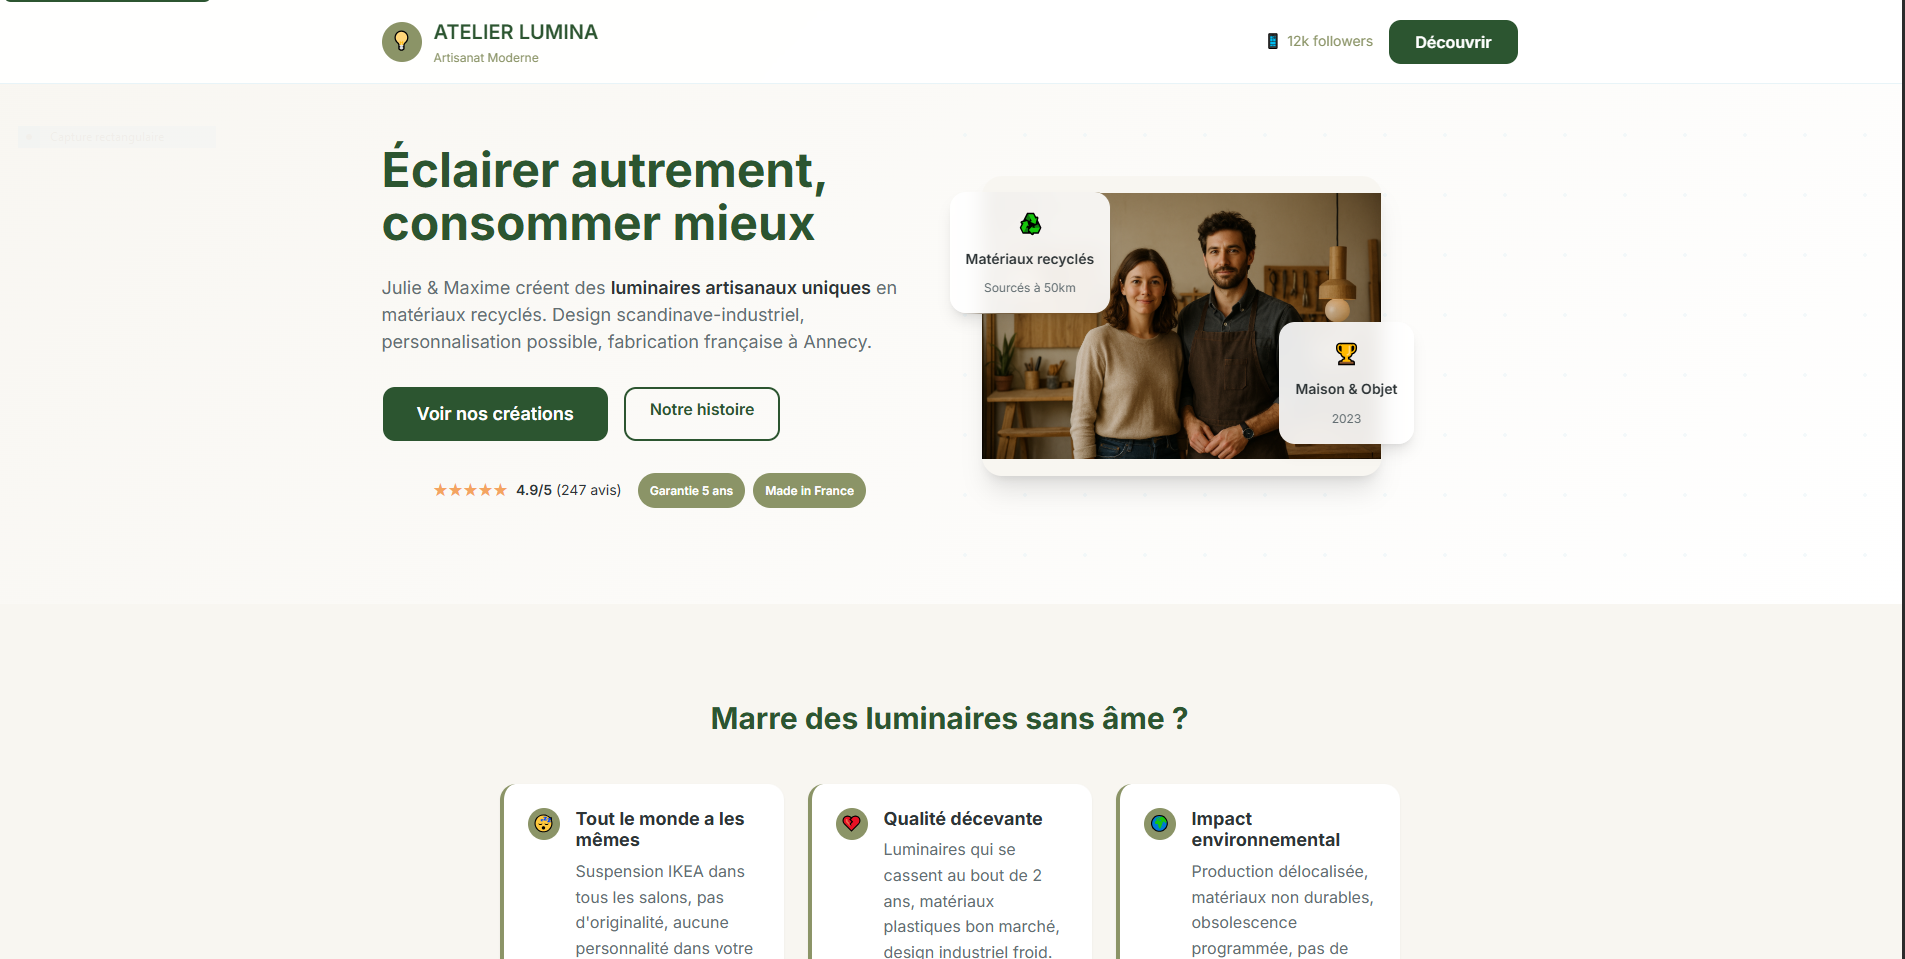 ATELIER LUMINA
Artisanat Moderne
12k followers
Découvrir
Capture rectangulaire
Éclairer autrement,
consommer mieux
Julie & Maxime créent des luminaires artisanaux uniques en
matériaux recyclés. Design scandinave-industriel,
personnalisation possible, fabrication française à Annecy.
Voir nos créations
Notre histoire
★★★★★ 4.9/5 (247 avis)
Garantie 5 ans
Made in France
Matériaux recyclés
Sourcés à 50km
Maison & Objet
2023
Marre des luminaires sans âme ?
Tout le monde a les
mêmes
Suspension IKEA dans
tous les salons, pas
d'originalité, aucune
personnalité dans votre
Qualité décevante
Luminaires qui se
cassent au bout de 2
ans, matériaux
plastiques bon marché,
design industriel froid.
Impact
environnemental
Production délocalisée,
matériaux non durables,
obsolescence
programmée, pas de